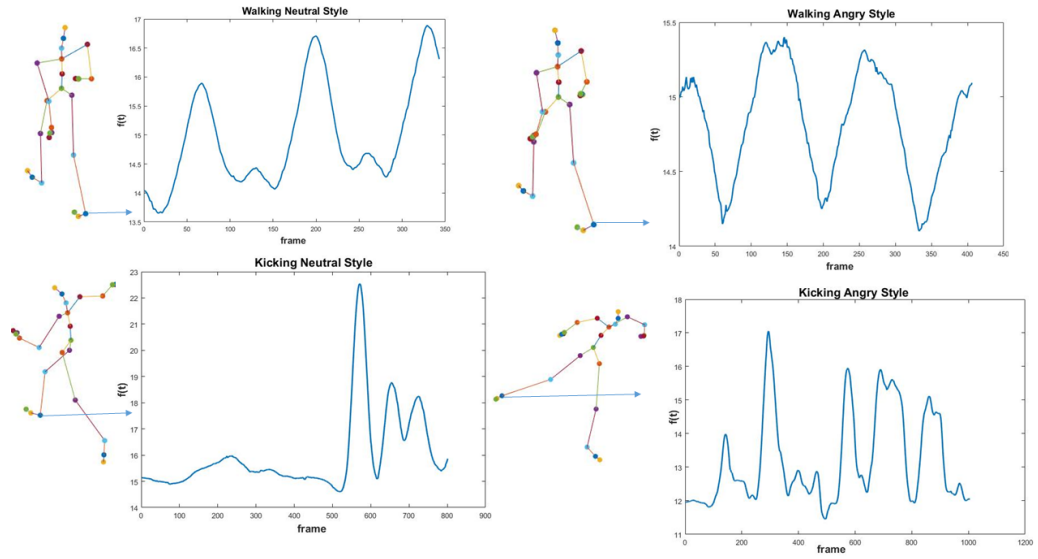 Walking Neutral Style
17
16.5
16
15.5
15
14.5
14
13.5
f(t)
0 50 100 150 200 250 300 350
frame
Walking Angry Style
15.5
15
14.5
14
f(t)
0 50 100 150 200 250 300 350 400 450
frame
Kicking Neutral Style
23
22
21
20
19
18
17
16
15
14
f(t)
0 100 200 300 400 500 600 700 800 900
frame
Kicking Angry Style
18
17
16
15
14
13
12
11
f(t)
0 200 400 600 800 1000 1200
frame